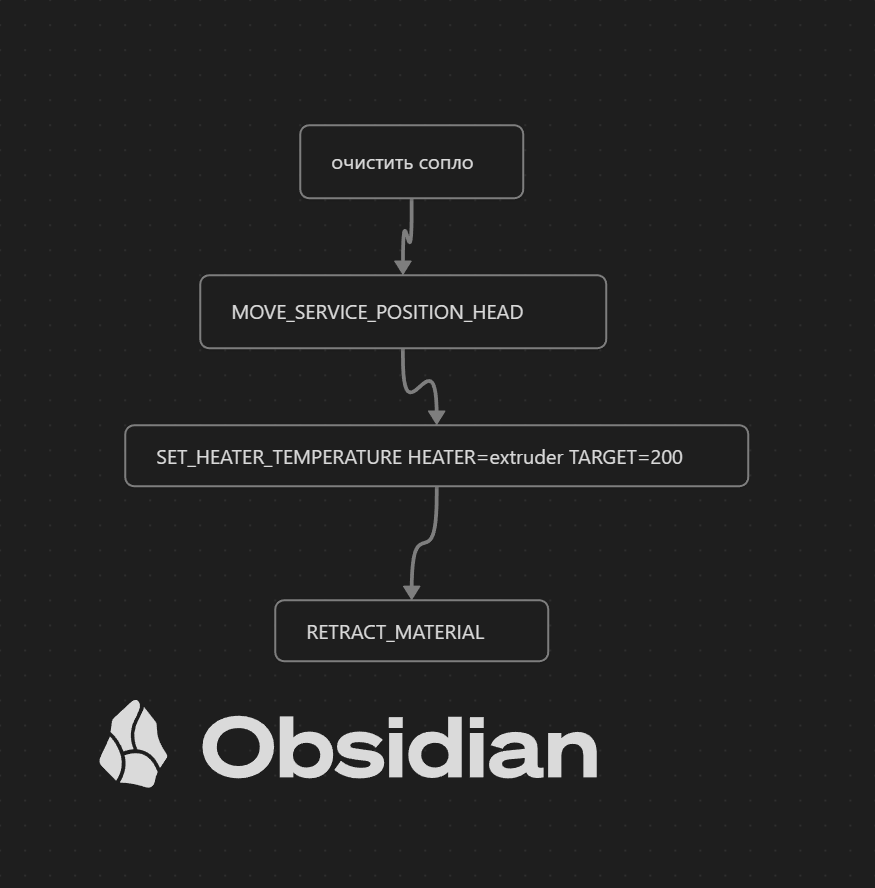 очистить сопло
MOVE_SERVICE_POSITION_HEAD
SET_HEATER_TEMPERATURE HEATER=extruder TARGET=200
RETRACT_MATERIAL
Obsidian